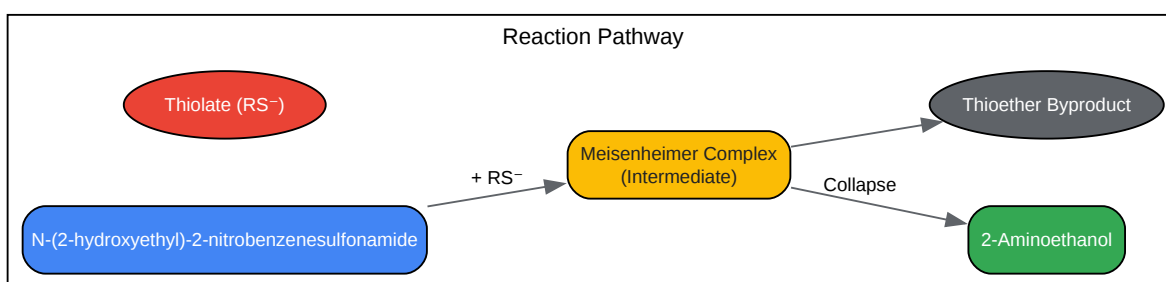 Reaction Pathway
Thiolate (RS⁻)
Thioether Byproduct
Meisenheimer Complex
(Intermediate)
+ RS⁻
Collapse
N-(2-hydroxyethyl)-2-nitrobenzenesulfonamide
2-Aminoethanol